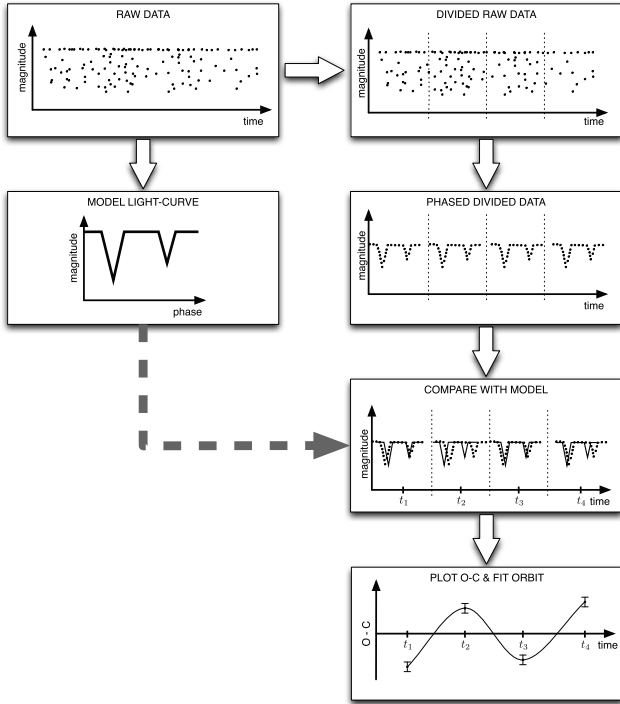 RAW DATA
magnitude
time
DIVIDED RAW DATA
magnitude
time
MODEL LIGHT-CURVE
magnitude
phase
PHASED DIVIDED DATA
magnitude
time
COMPARE WITH MODEL
magnitude
t1 t2 t3 t4 time
PLOT O-C & FIT ORBIT
O - C
t1 t2 t3 t4 time